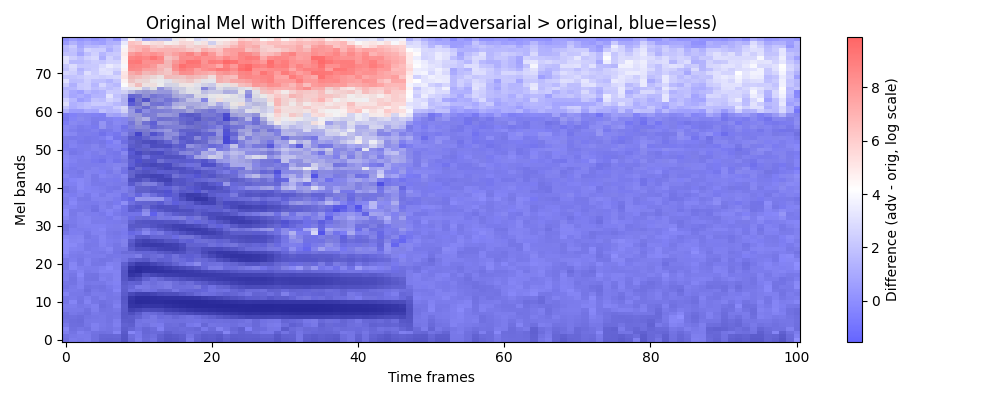 Original Mel with Differences (red=adversarial > original, blue=less)
70
60
50
40
30
20
10
0
Mel bands
0 20 40 60 80 100
Time frames
8
6
4
2
0
Difference (adv - orig, log scale)